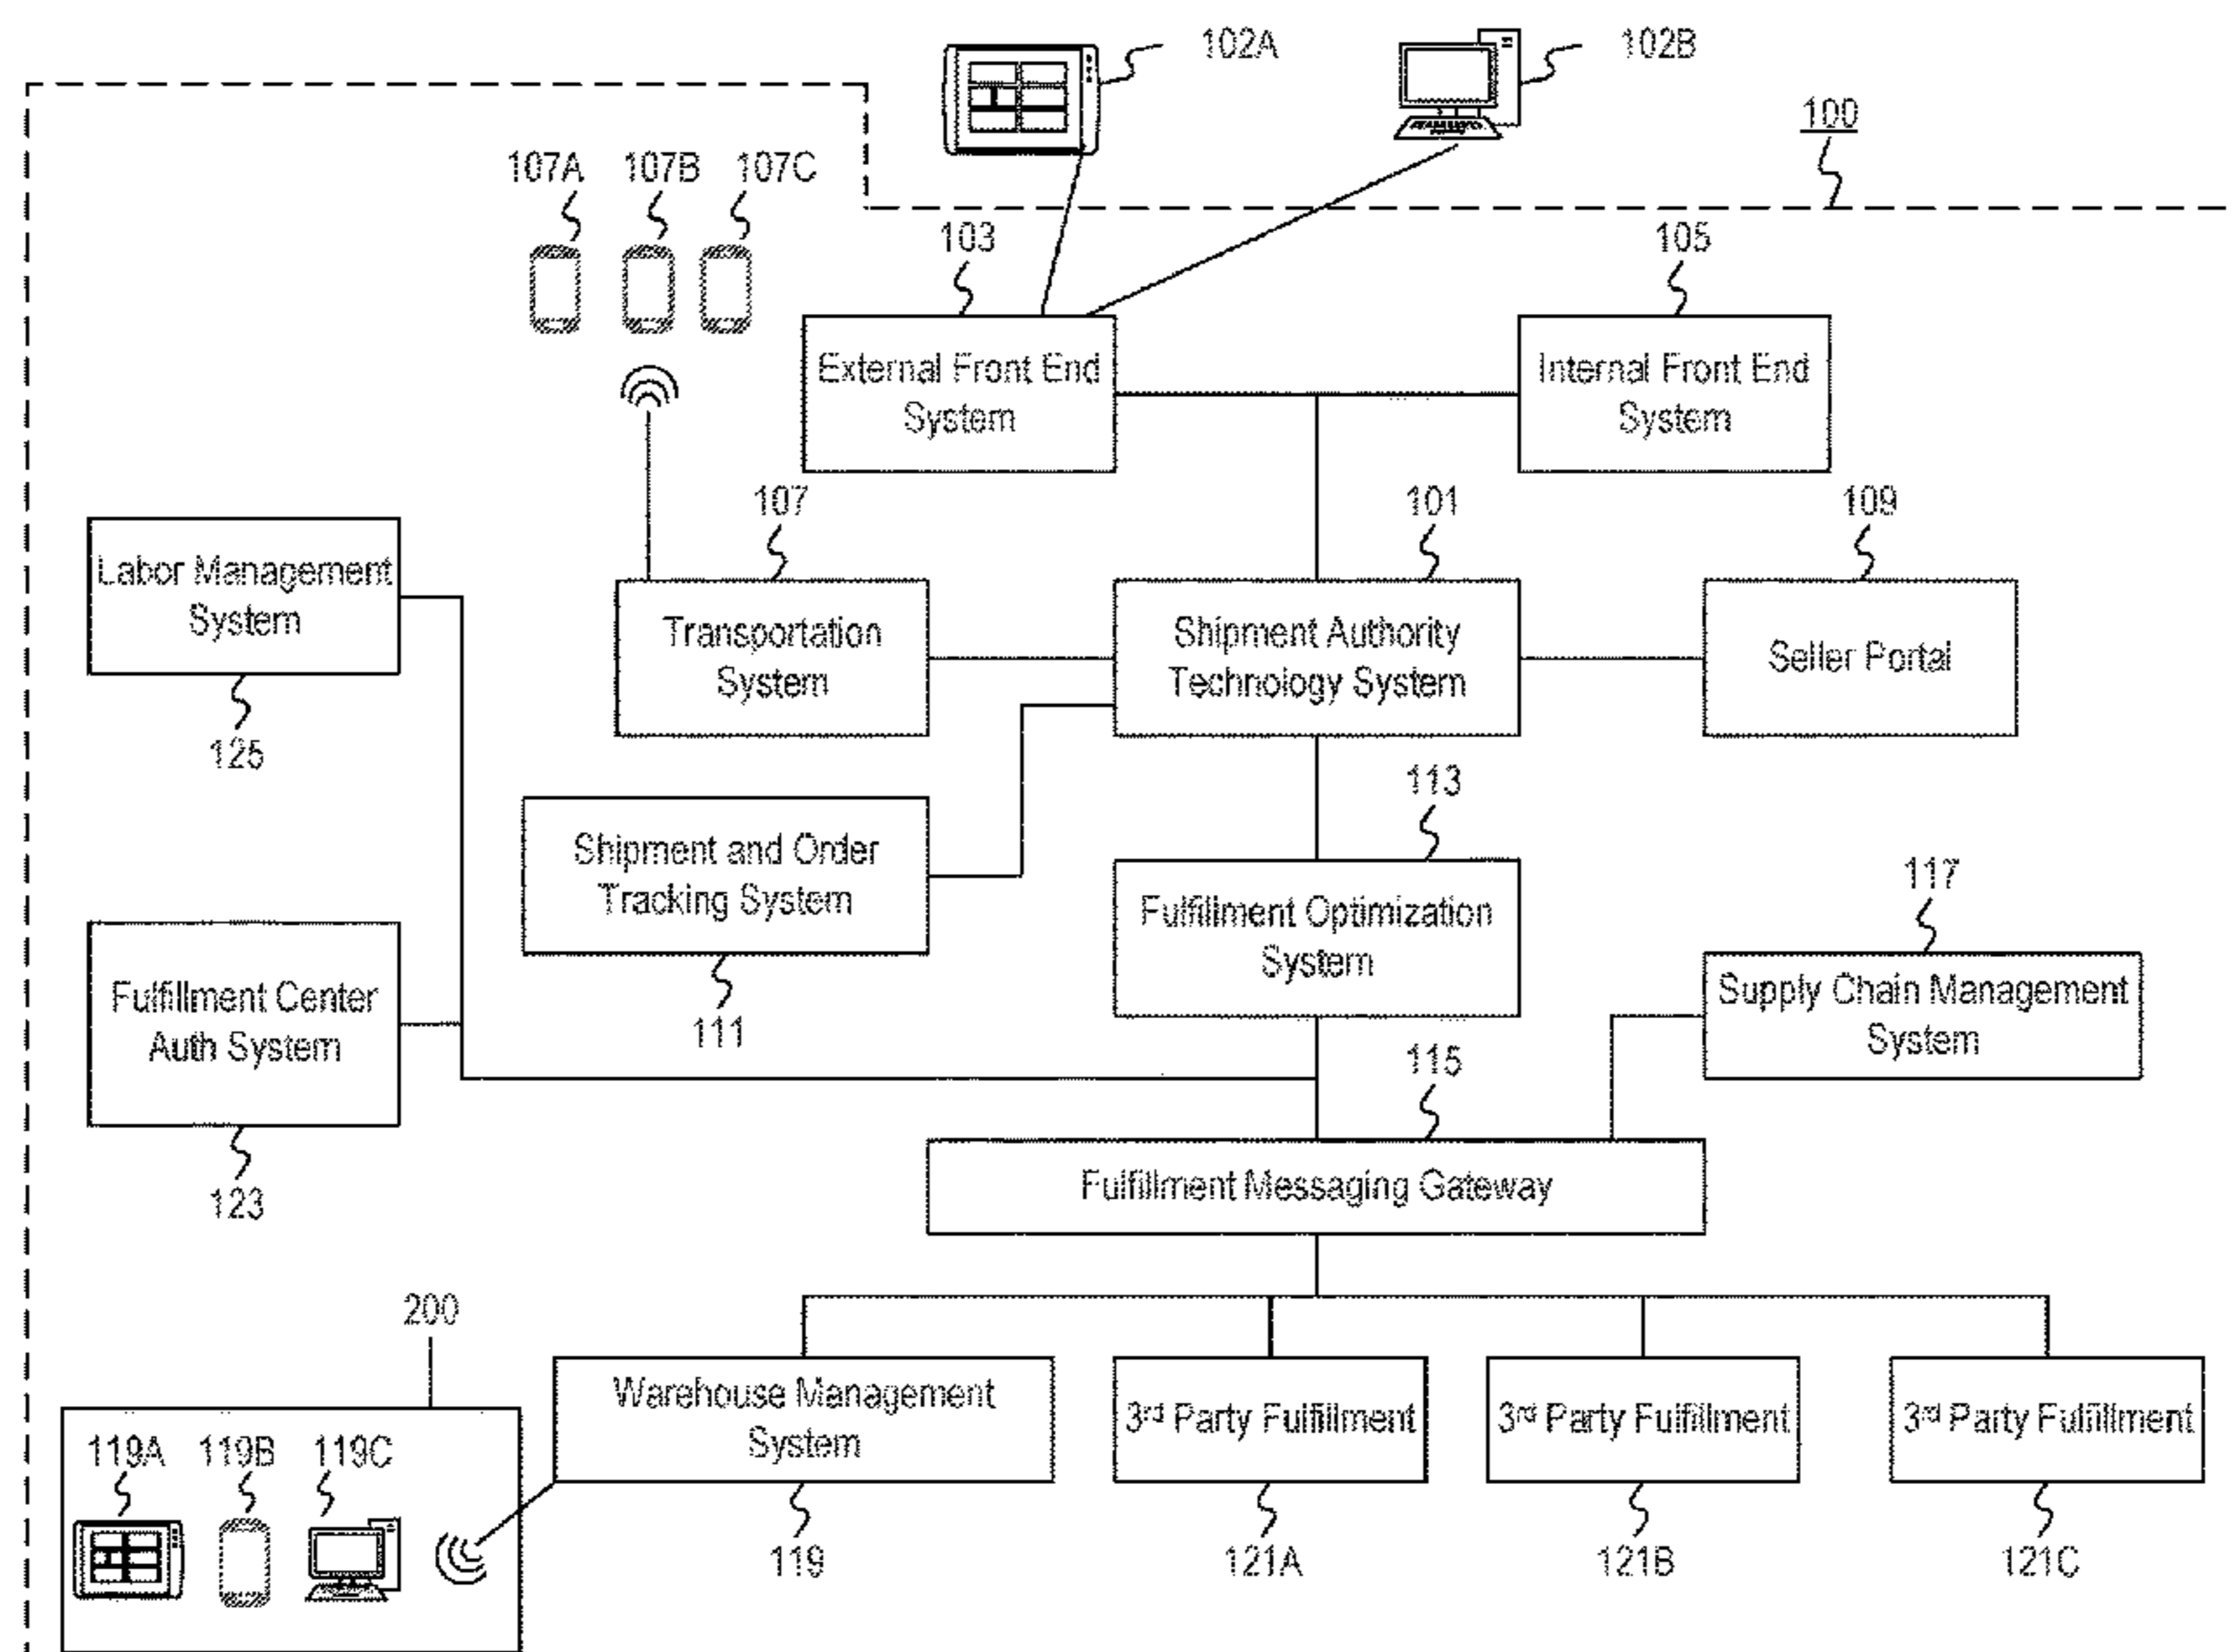 102A
102B
100
107A
107B
107C
103
105
External Front End
System
Internal Front End
System
107
101
109
Labor Management
System
Transportation
System
Shipment Authority
Technology System
Seller Portal
125
113
Shipment and Order
Tracking System
117
Fulfillment Optimization
System
Fulfillment Center
Auth System
Supply Chain Management
System
111
115
123
Fulfillment Messaging Gateway
200
Warehouse Management
System
3rd Party Fulfillment
3rd Party Fulfillment
3rd Party Fulfillment
119A
119B
119C
119
121A
121B
121C